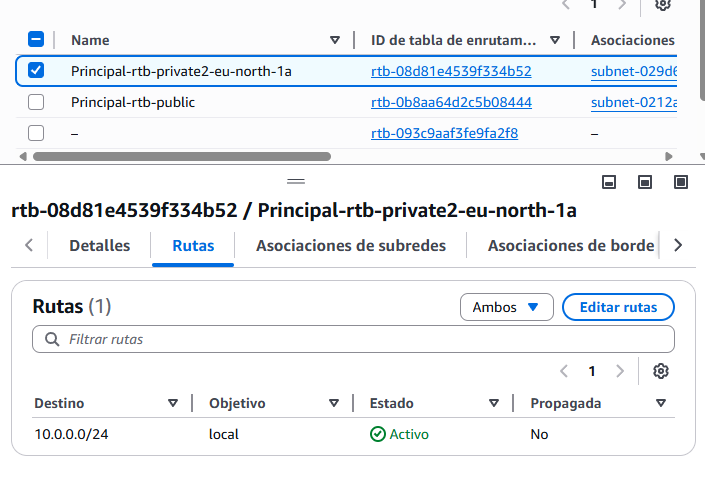 1
Name ID de tabla de enrutam... Asociaciones
Principal-rtb-private2-eu-north-1a rtb-08d81e4539f334b52 subnet-029d6
Principal-rtb-public rtb-0b8aa64d2c5b08444 subnet-0212a
– rtb-093c9aaf3fe9fa2f8 –
rtb-08d81e4539f334b52 / Principal-rtb-private2-eu-north-1a
Detalles Rutas Asociaciones de subredes Asociaciones de borde
Rutas (1) Ambos Editar rutas
Filtrar rutas
1
Destino Objetivo Estado Propagada
10.0.0.0/24 local Activo No